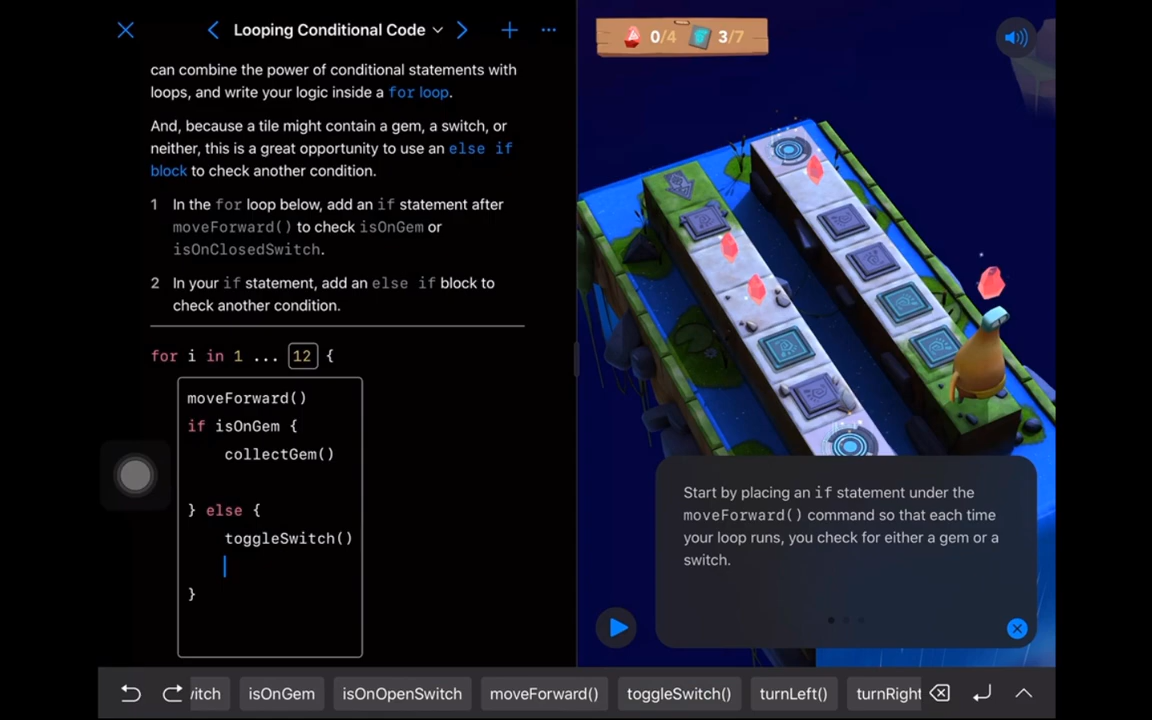 Looping Conditional Code
can combine the power of conditional statements with
loops, and write your logic inside a for loop.
And, because a tile might contain a gem, a switch, or
neither, this is a great opportunity to use an else if
block to check another condition.
1 In the for loop below, add an if statement after
moveForward() to check isOnGem or
isOnClosedSwitch.
2 In your if statement, add an else if block to
check another condition.
for i in 1 ... 12 {
moveForward()
if isOnGem {
collectGem()
} else {
toggleSwitch()
}
0/4 3/7
Start by placing an if statement under the
moveForward() command so that each time
your loop runs, you check for either a gem or a
switch.
itch isOnGem isOnOpenSwitch moveForward() toggleSwitch() turnLeft() turnRight